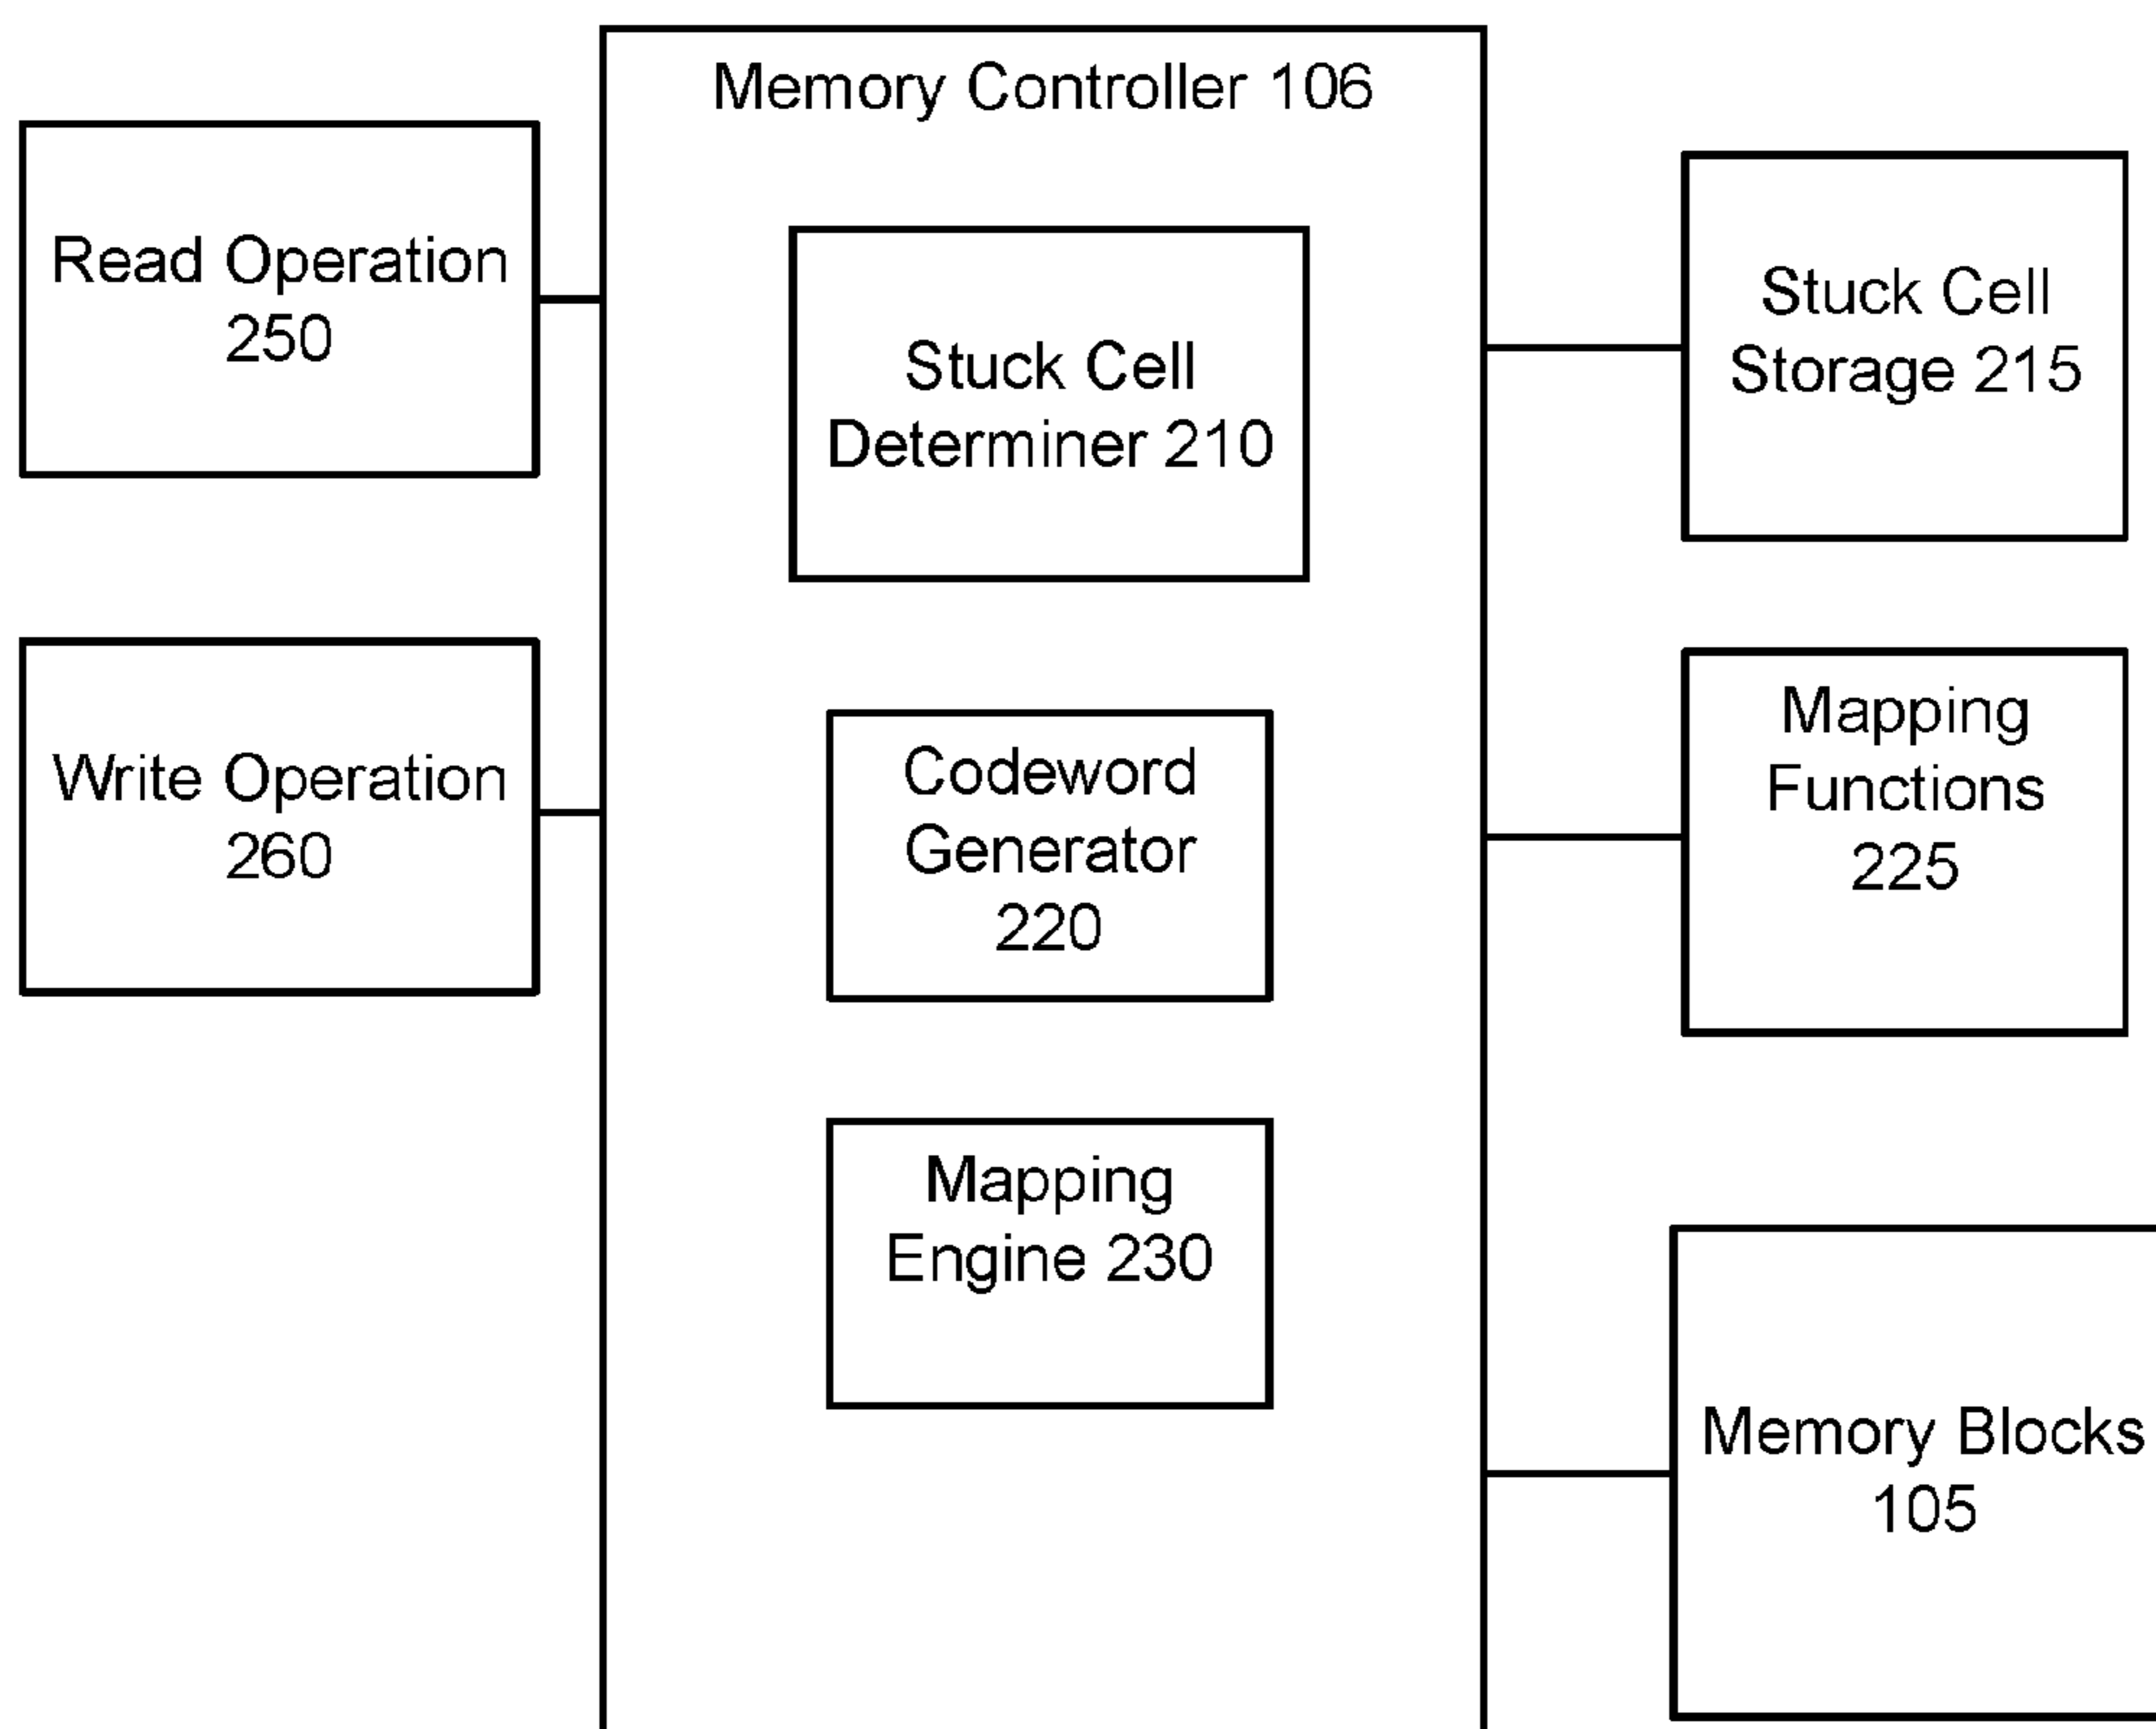 Memory Controller 106
Read Operation
250
Write Operation
260
Stuck Cell
Determiner 210
Codeword
Generator
220
Mapping
Engine 230
Stuck Cell
Storage 215
Mapping
Functions
225
Memory Blocks
105